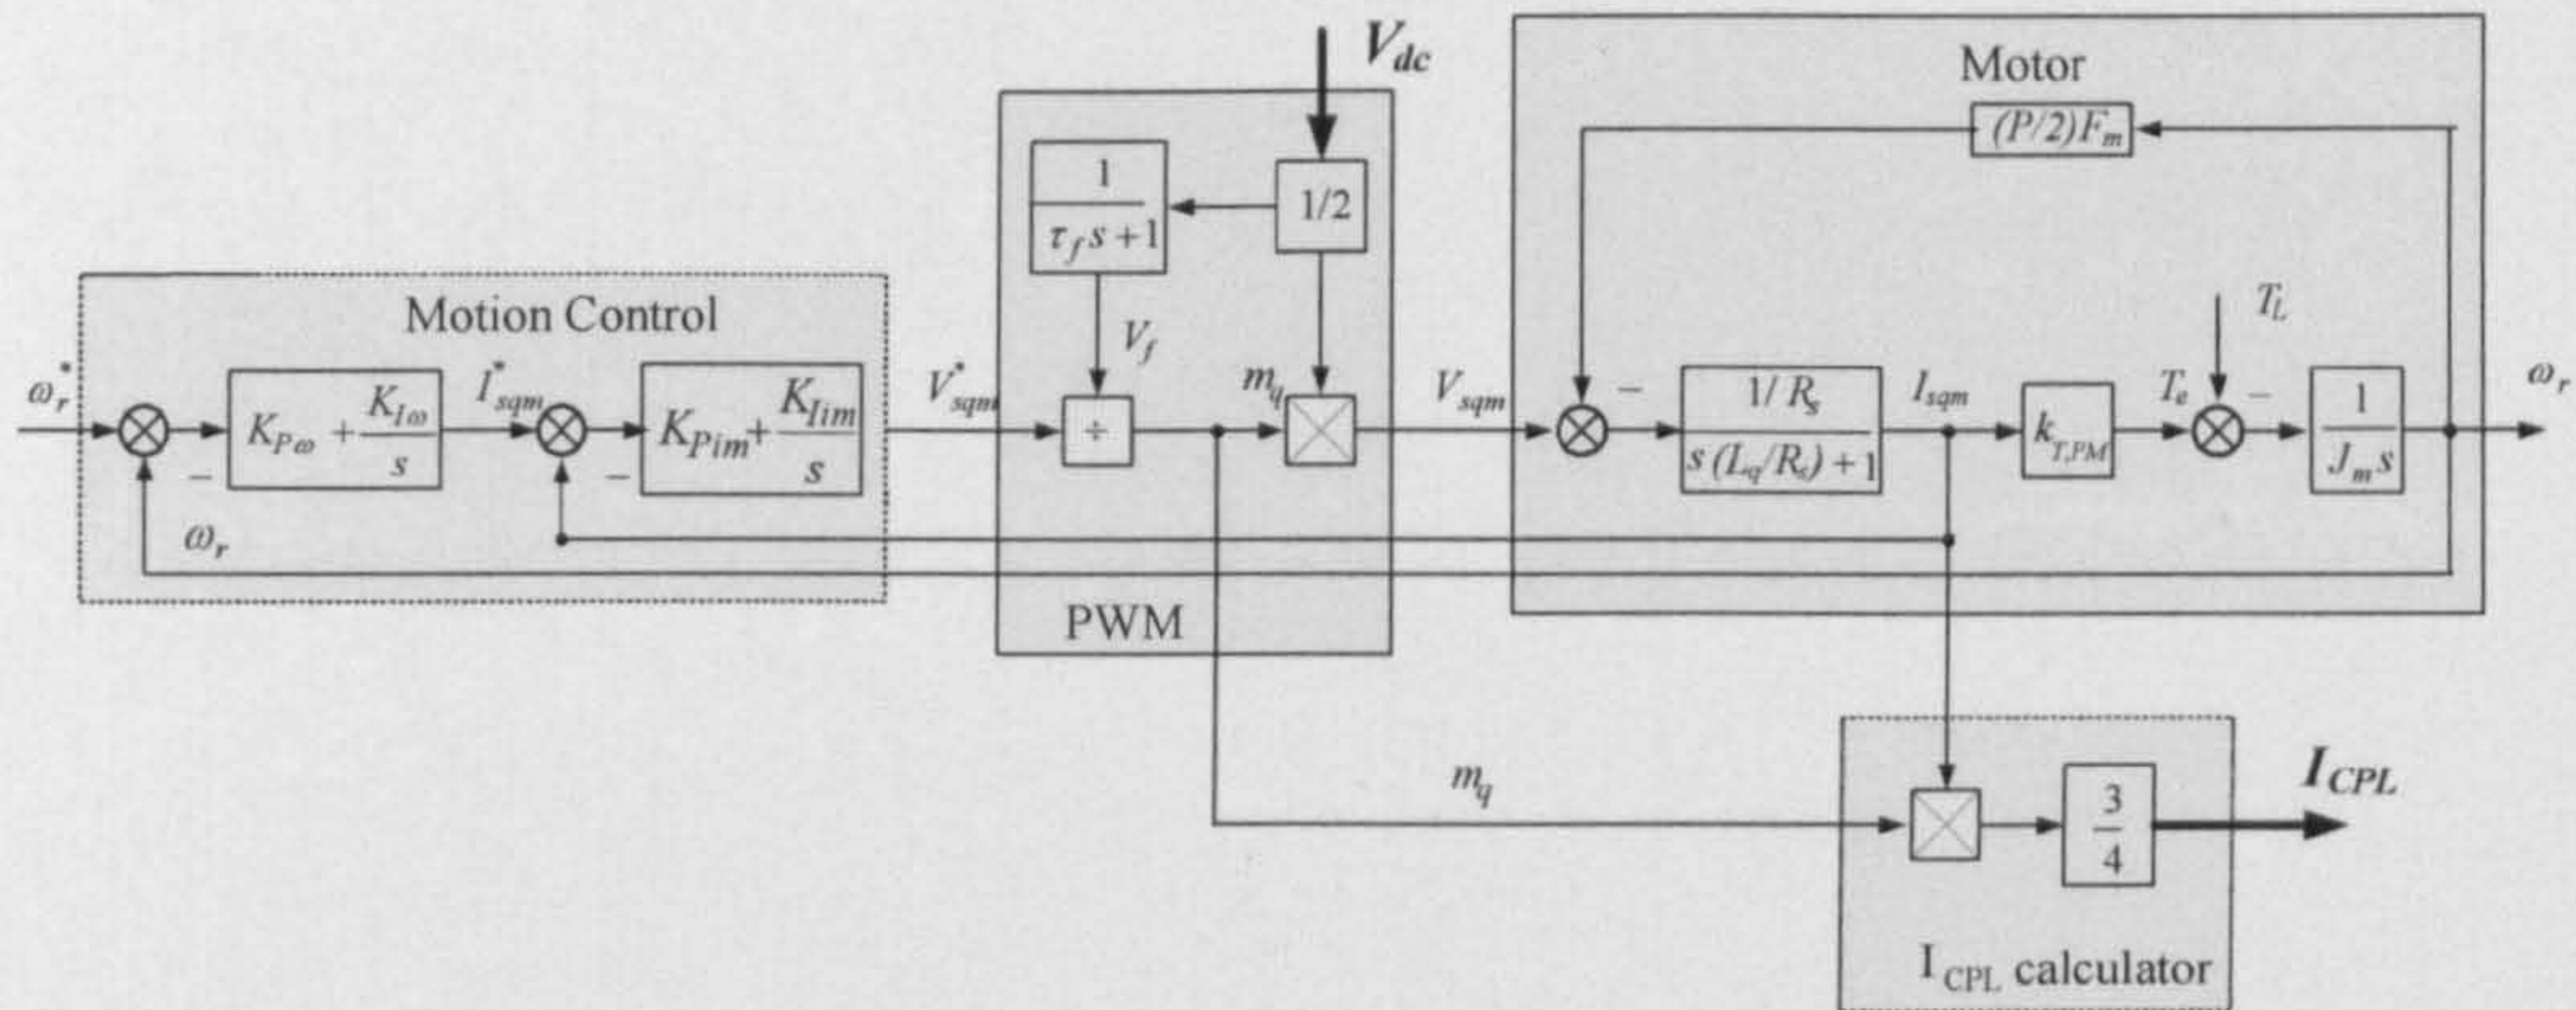 V_dc
Motor
(P/2)F_m
1 / (τ_f s + 1)
1/2
Motion Control
V_f
T_L
ω_r^*
K_Pω + K_Iω / s
I^*_sqm
K_Pim + K_Iim / s
V^*_sqm
÷
m_q
V_sqm
1/R_s / (s(L_q/R_s) + 1)
I_sqm
k_T,PM
T_e
1 / (J_m s)
ω_r
−
−
−
−
ω_r
PWM
m_q
3 / 4
I_CPL
I_CPL calculator